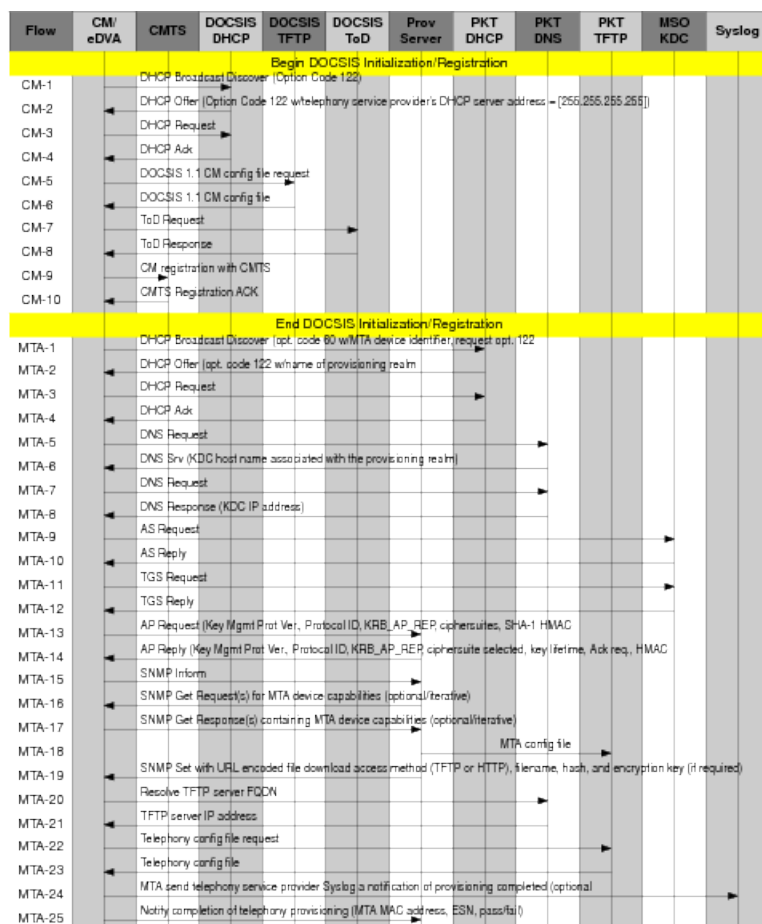 Flow CM/ eDVA CMTS DOCSIS DHCP DOCSIS TFTP DOCSIS ToD Prov Server PKT DHCP PKT DNS PKT TFTP MSO KDC Syslog
Begin DOCSIS Initialization/Registration
CM-1 DHCP Broadcast Discover (Option Code 122)
CM-2 DHCP Offer (Option Code 122 w/telephony service provider's DHCP server address = [255.255.255.255])
CM-3 DHCP Request
CM-4 DHCP Ack
CM-5 DOCSIS 1.1 CM config file request
CM-6 DOCSIS 1.1 CM config file
CM-7 ToD Request
CM-8 ToD Response
CM-9 CM registration with CMTS
CM-10 CMTS Registration ACK
End DOCSIS Initialization/Registration
MTA-1 DHCP Broadcast Discover (opt. code 60 w/MTA device identifier, request opt. 122
MTA-2 DHCP Offer (opt. code 122 w/name of provisioning realm
MTA-3 DHCP Request
MTA-4 DHCP Ack
MTA-5 DNS Request
MTA-6 DNS Srv (KDC host name associated with the provisioning realm)
MTA-7 DNS Request
MTA-8 DNS Response (KDC IP address)
MTA-9 AS Request
MTA-10 AS Reply
MTA-11 TGS Request
MTA-12 TGS Reply
MTA-13 AP Request (Key Mgmt Prot Ver., Protocol ID, KRB_AP_REP, ciphersuites, SHA-1 HMAC
MTA-14 AP Reply (Key Mgmt Prot Ver., Protocol ID, KRB_AP_REP, ciphersuite selected, key lifetime, Ack req., HMAC
MTA-15 SNMP Inform
MTA-16 SNMP Get Request(s) for MTA device capabilities (optional/iterative)
MTA-17 SNMP Get Response(s) containing MTA device capabilities (optional/iterative)
MTA-18 MTA config file
MTA-19 SNMP Set with URL encoded file download access method (TFTP or HTTP), filename, hash, and encryption key (if required)
MTA-20 Resolve TFTP server FQDN
MTA-21 TFTP server IP address
MTA-22 Telephony config file request
MTA-23 Telephony config file
MTA-24 MTA send telephony service provider Syslog a notification of provisioning completed (optional
MTA-25 Notify completion of telephony provisioning (MTA MAC address, ESN, pass/fail)